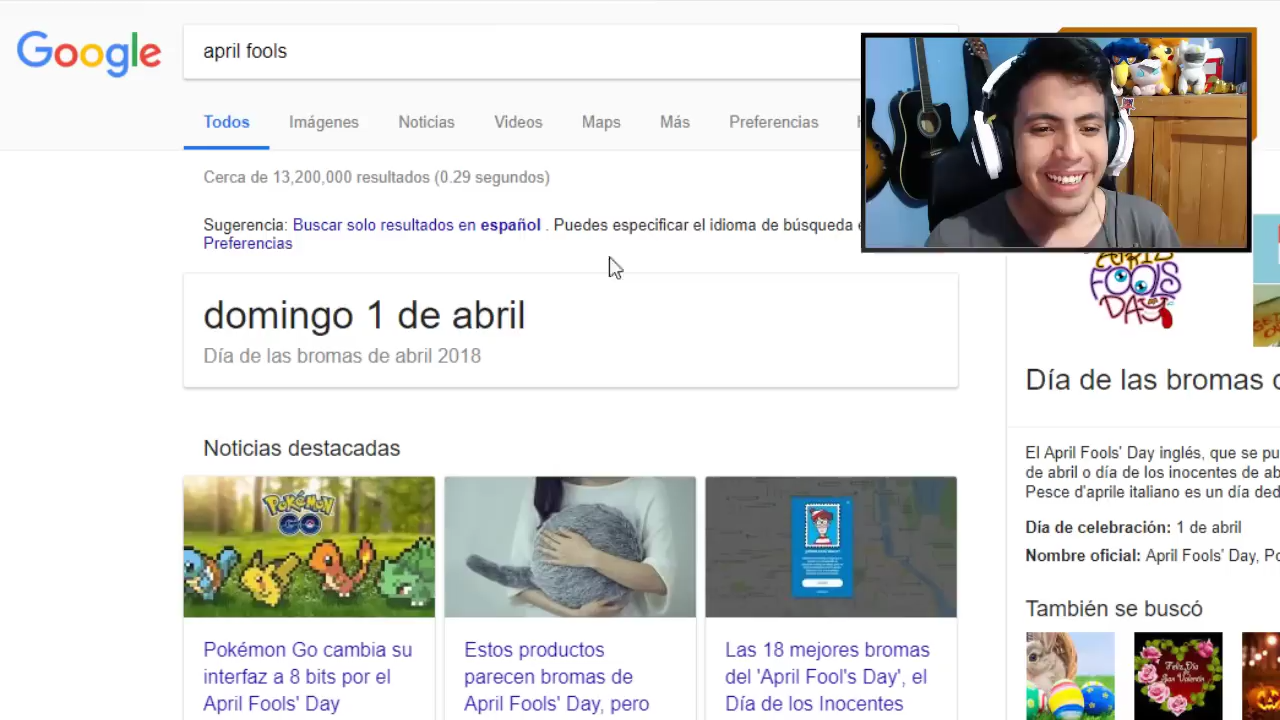 Google
april fools
Todos Imágenes Noticias Videos Maps Más Preferencias
Cerca de 13,200,000 resultados (0.29 segundos)
Sugerencia: Buscar solo resultados en español . Puedes especificar el idioma de búsqueda
Preferencias
domingo 1 de abril
Día de las bromas de abril 2018
Noticias destacadas
POKéMON
GO
Pokémon Go cambia su
interfaz a 8 bits por el
April Fools' Day
Estos productos
parecen bromas de
April Fools' Day, pero
Las 18 mejores bromas
del 'April Fool's Day', el
Día de los Inocentes
APRIL
FOOLS
DAY
Día de las bromas
El April Fools' Day inglés, que se
de abril o día de los inocentes de
Pesce d'aprile italiano es un día
Día de celebración: 1 de abril
Nombre oficial: April Fools' Day,
También se buscó
Feliz Día
San Valentin